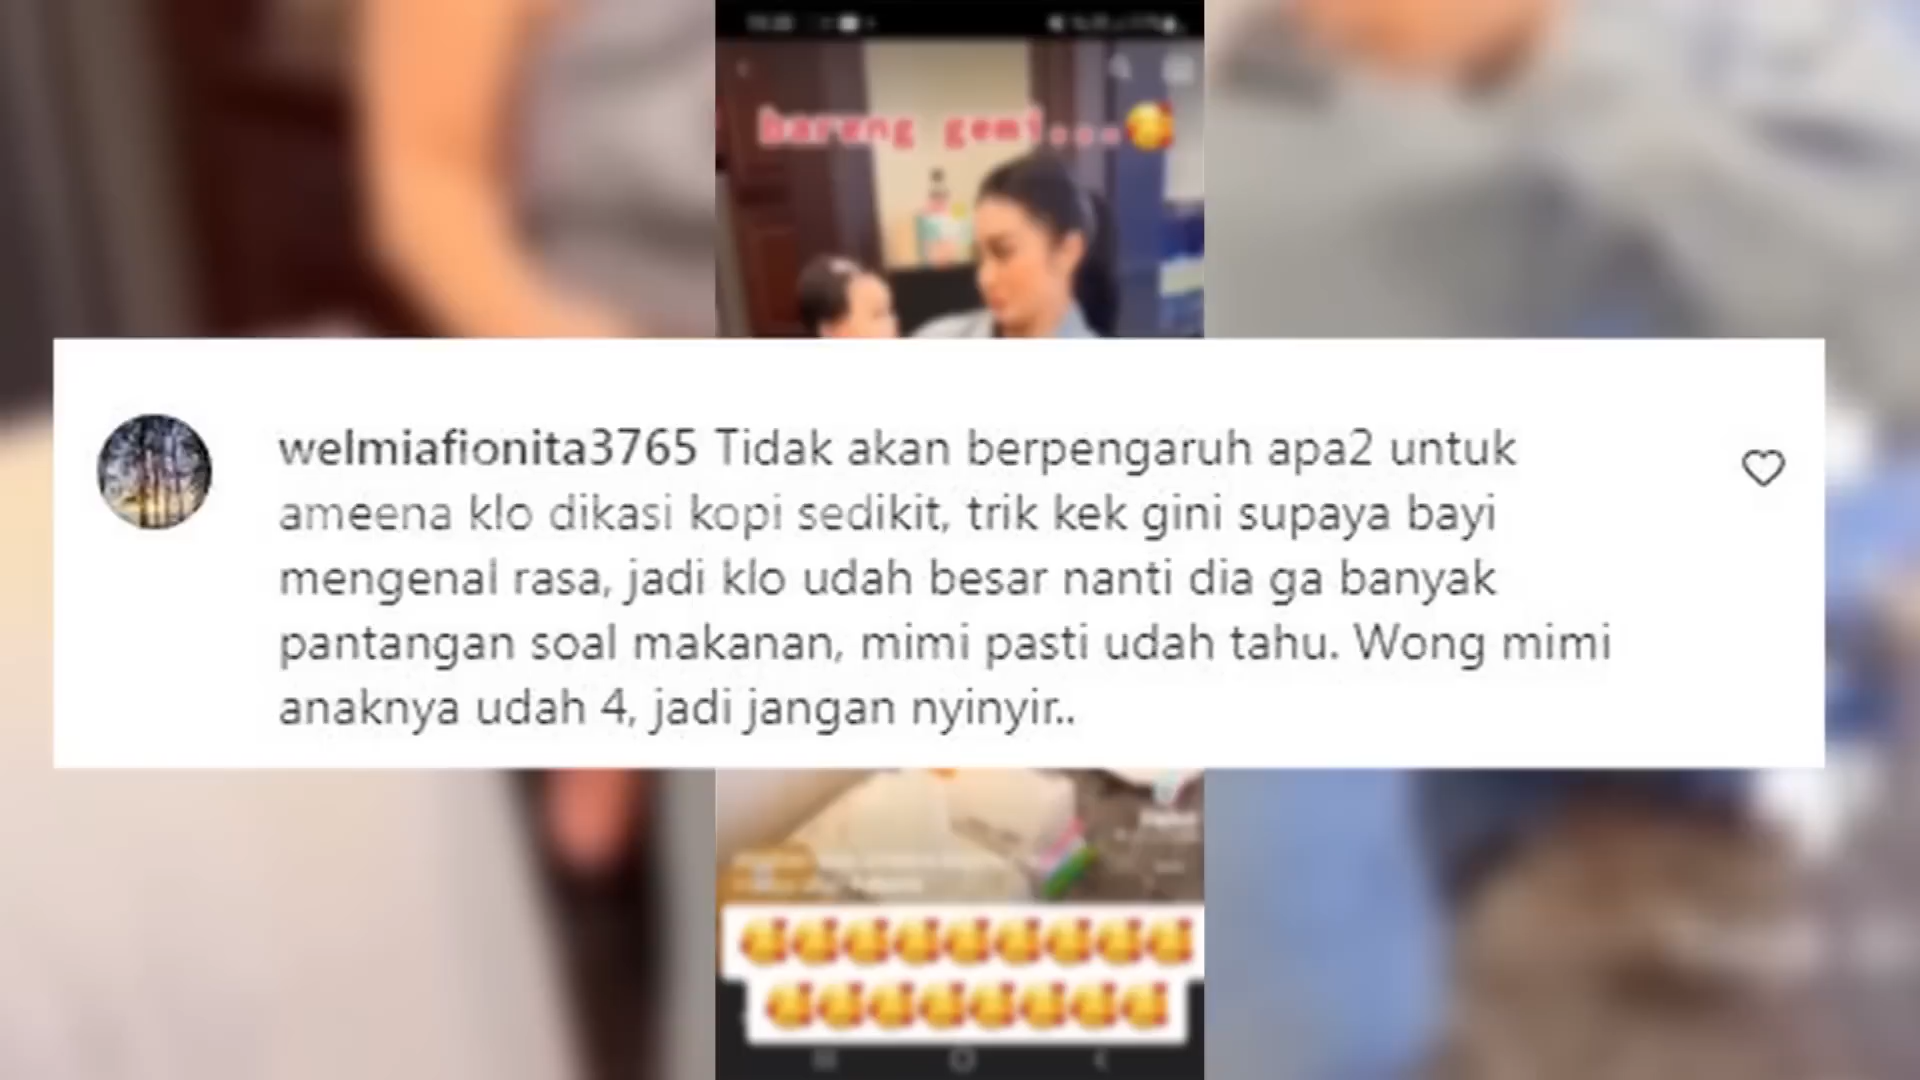 bareng gemi...
welmiafionita3765 Tidak akan berpengaruh apa2 untuk
ameena klo dikasi kopi sedikit, trik kek gini supaya bayi
mengenal rasa, jadi klo udah besar nanti dia ga banyak
pantangan soal makanan, mimi pasti udah tahu. Wong mimi
anaknya udah 4, jadi jangan nyinyir..